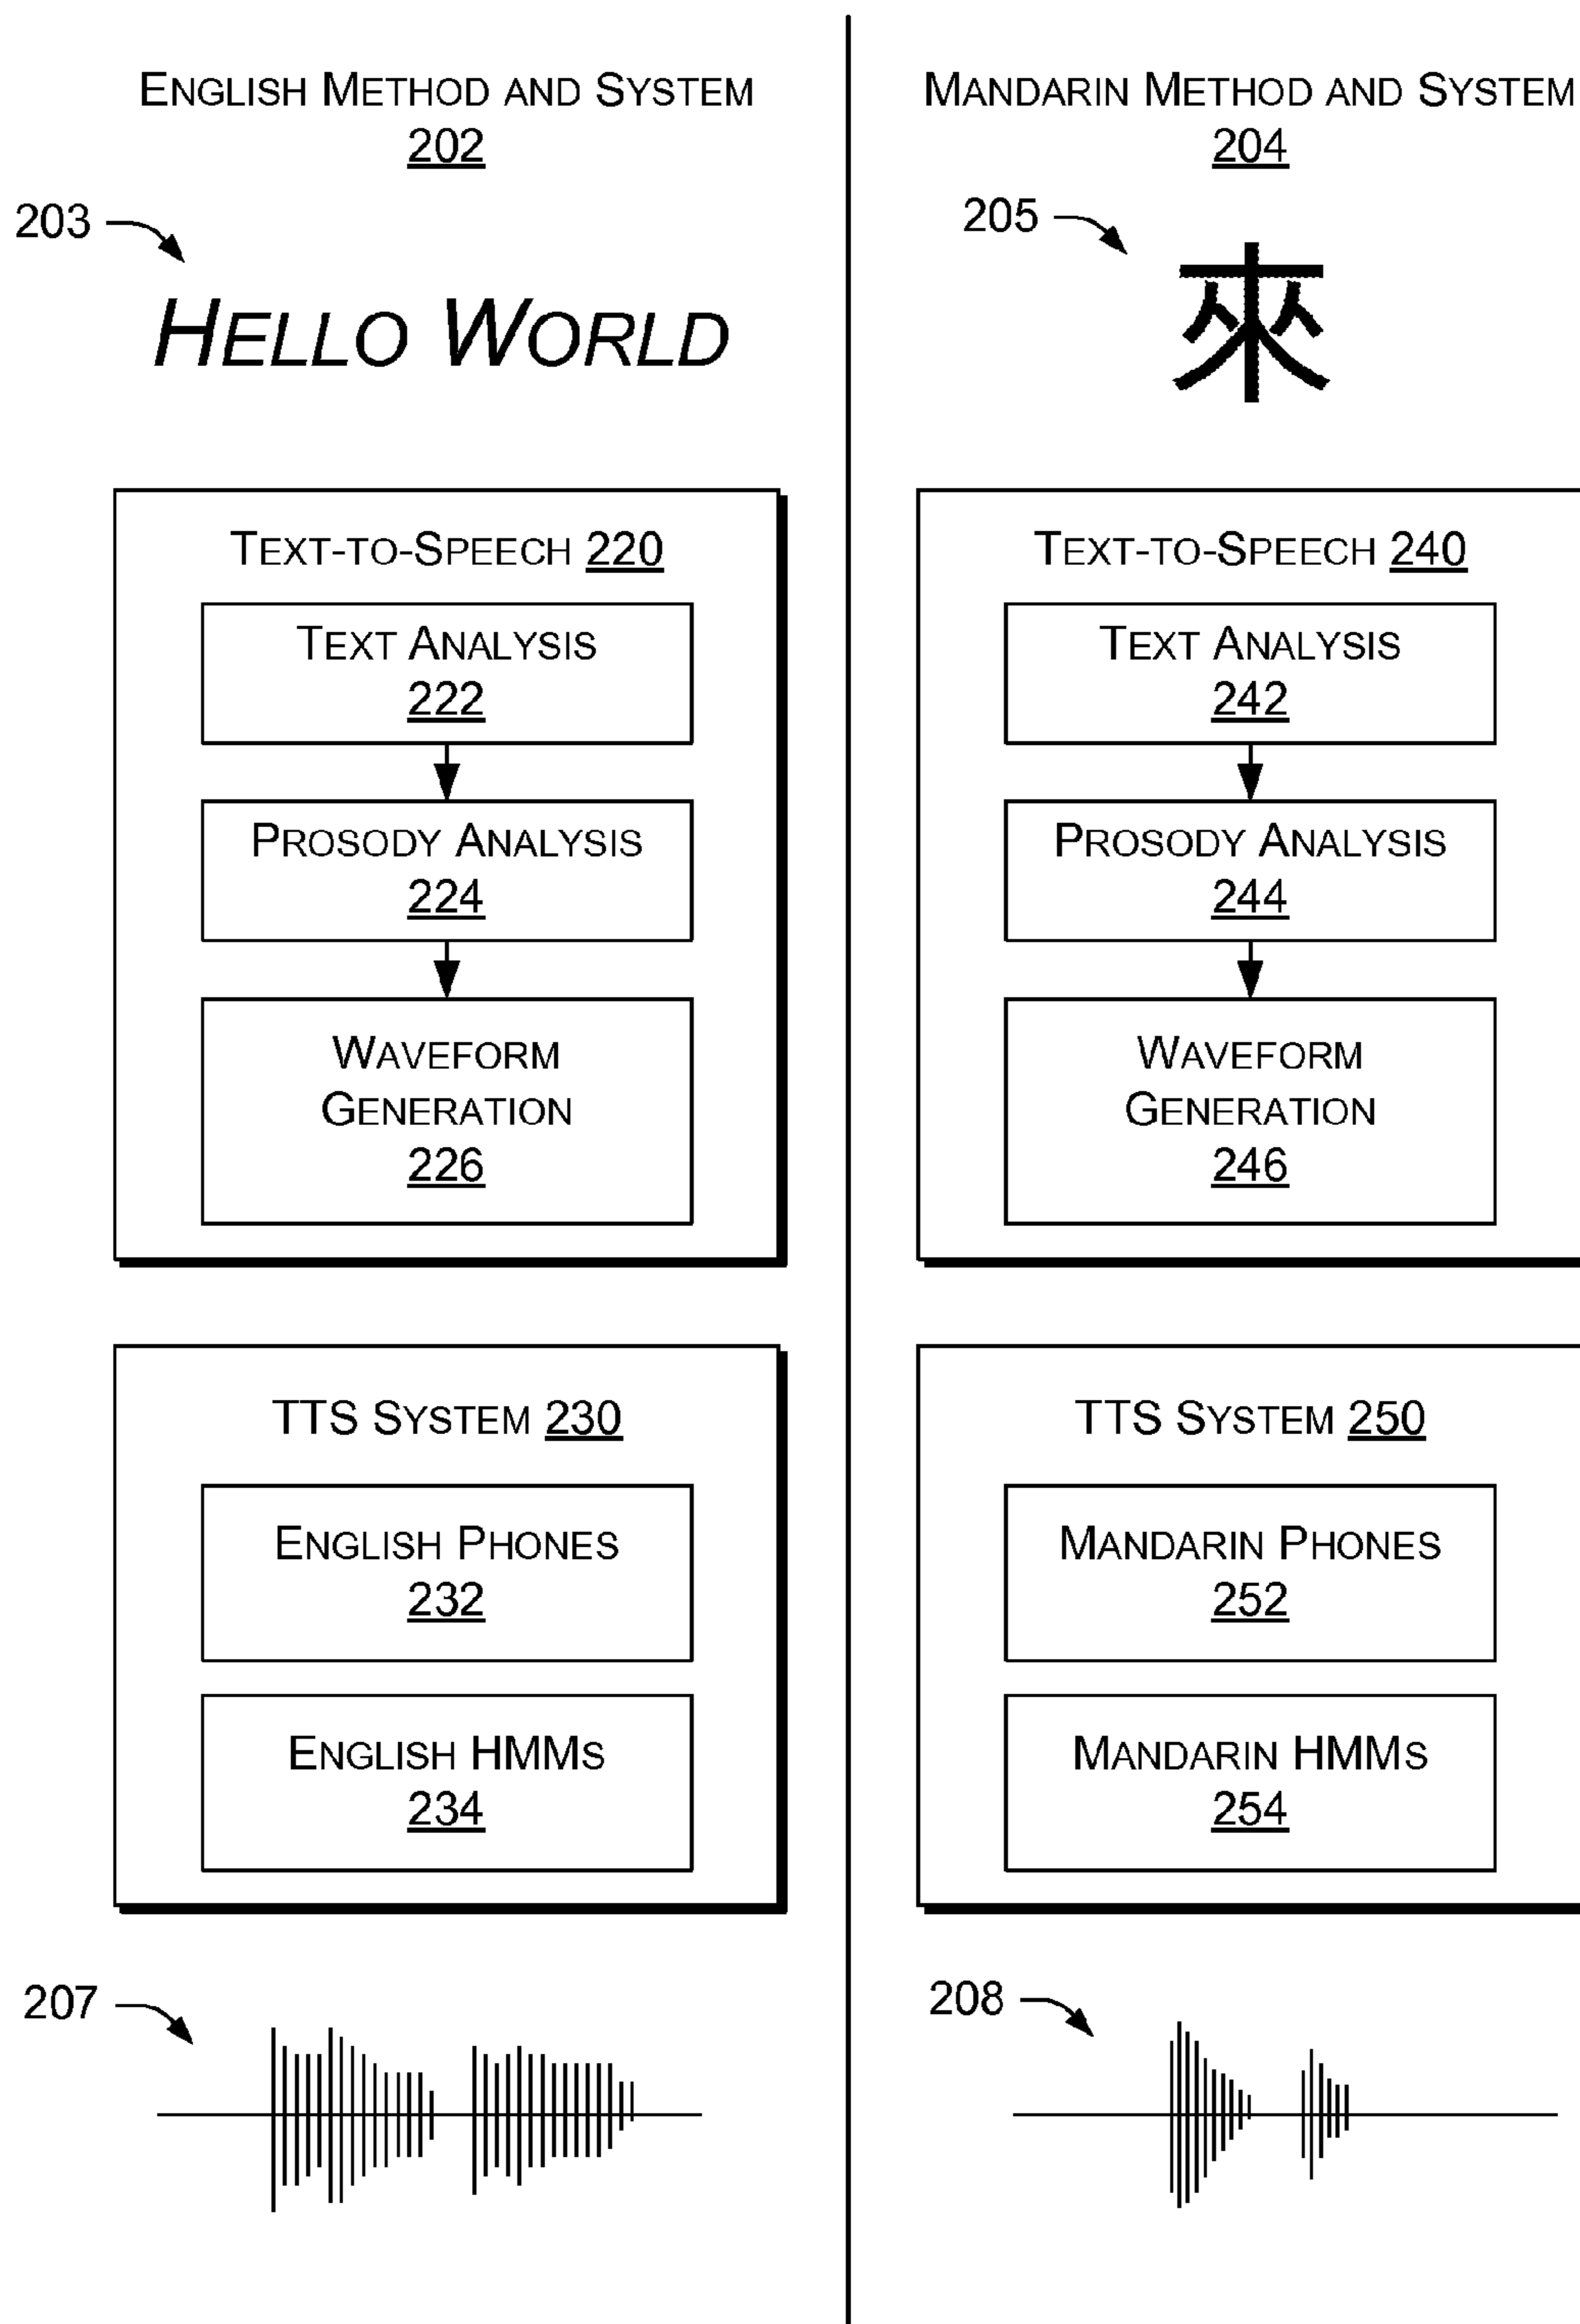 ENGLISH METHOD AND SYSTEM
202
203
HELLO WORLD
TEXT-TO-SPEECH 220
TEXT ANALYSIS
222
PROSODY ANALYSIS
224
WAVEFORM
GENERATION
226
TTS SYSTEM 230
ENGLISH PHONES
232
ENGLISH HMMS
234
207
MANDARIN METHOD AND SYSTEM
204
205
來
TEXT-TO-SPEECH 240
TEXT ANALYSIS
242
PROSODY ANALYSIS
244
WAVEFORM
GENERATION
246
TTS SYSTEM 250
MANDARIN PHONES
252
MANDARIN HMMS
254
208